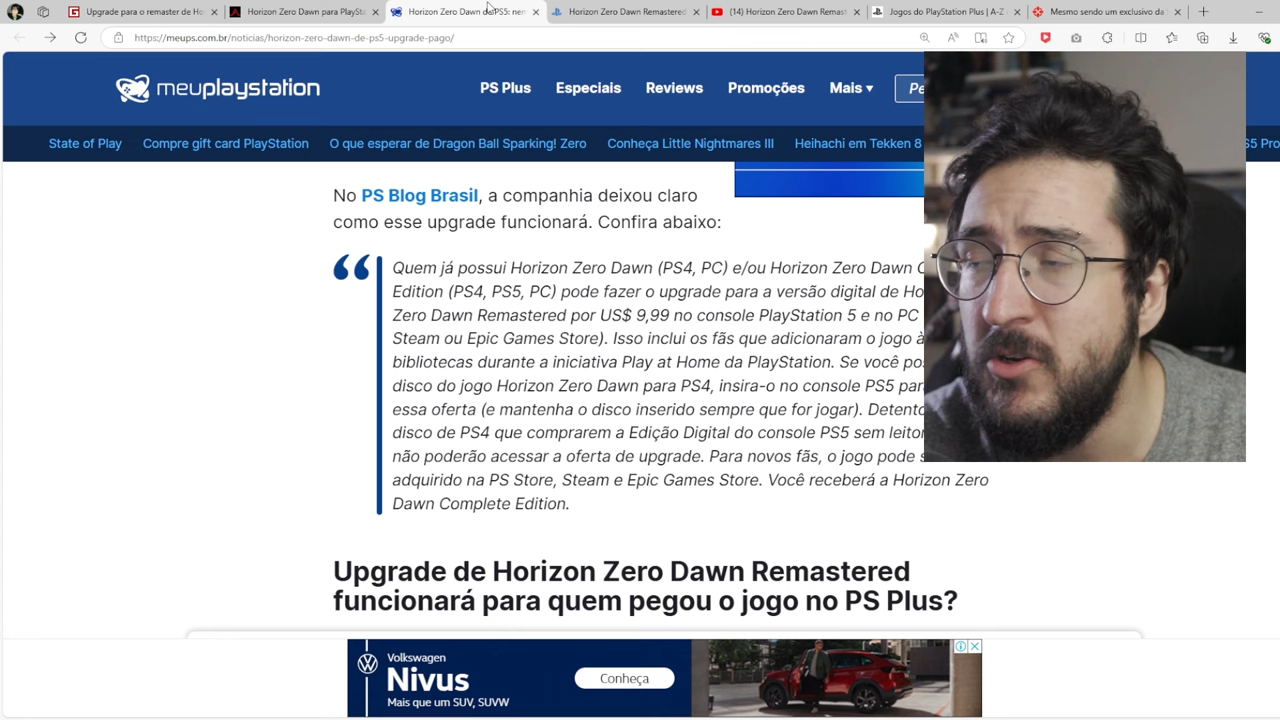 Upgrade para o remaster de Ho
Horizon Zero Dawn para PlaySt
Horizon Zero Dawn de PS5: nem
Horizon Zero Dawn Remastered
(14) Horizon Zero Dawn Remas
Jogos do PlayStation Plus | A-Z
Mesmo sendo um exclusivo da
https://meups.com.br/noticias/horizon-zero-dawn-de-ps5-upgrade-pago/
meuplaystation
PS Plus
Especiais
Reviews
Promoções
Mais ▾
Pe
State of Play
Compre gift card PlayStation
O que esperar de Dragon Ball Sparking! Zero
Conheça Little Nightmares III
Heihachi em Tekken 8
S5 Pro
No PS Blog Brasil, a companhia deixou claro
como esse upgrade funcionará. Confira abaixo:
Quem já possui Horizon Zero Dawn (PS4, PC) e/ou Horizon Zero Dawn C
Edition (PS4, PS5, PC) pode fazer o upgrade para a versão digital de Ho
Zero Dawn Remastered por US$ 9,99 no console PlayStation 5 e no PC
Steam ou Epic Games Store). Isso inclui os fãs que adicionaram o jogo à
bibliotecas durante a iniciativa Play at Home da PlayStation. Se você po
disco do jogo Horizon Zero Dawn para PS4, insira-o no console PS5 par
essa oferta (e mantenha o disco inserido sempre que for jogar). Detento
disco de PS4 que comprarem a Edição Digital do console PS5 sem leitor
não poderão acessar a oferta de upgrade. Para novos fãs, o jogo pode s
adquirido na PS Store, Steam e Epic Games Store. Você receberá a Horizon Zero
Dawn Complete Edition.
Upgrade de Horizon Zero Dawn Remastered
funcionará para quem pegou o jogo no PS Plus?
Volkswagen
Nivus
Mais que um SUV, SUVW
Conheça